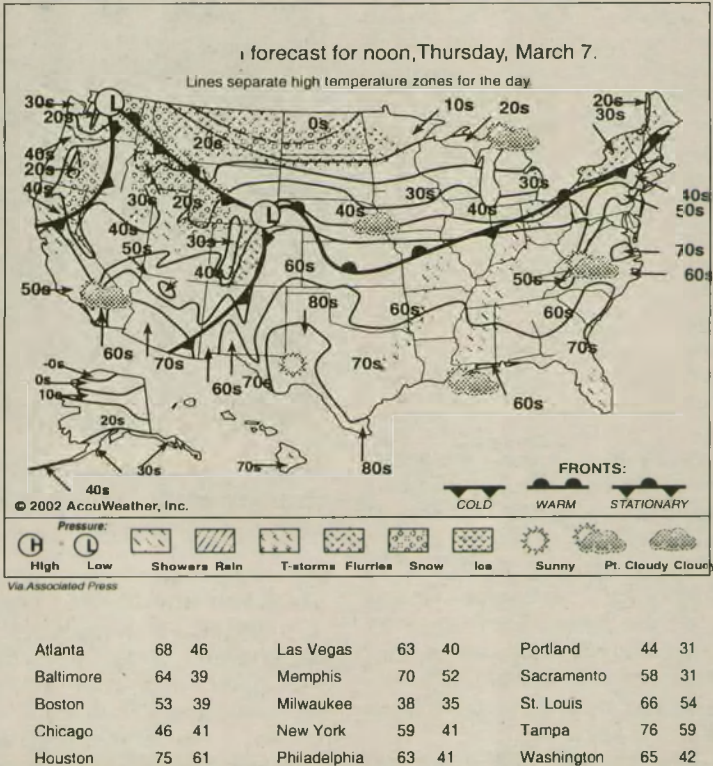 forecast for noon, Thursday, March 7.
Lines separate high temperature zones for the day
30s
20s
40s
20s
40s
0s
20s
10s
20s
20s
30s
30s
20s
30s
40s
40s
30s
40s
50s
30s
40s
50s
40s
60s
60s
50s
70s
60s
50s
80s
60s
60s
60s
70s
60s
70s
70s
70s
60s
80s
70s
-0s
0s
10s
20s
30s
40s
© 2002 AccuWeather, Inc.
FRONTS:
COLD WARM STATIONARY
Pressure:
H L
High Low Showers Rain T-storms Flurries Snow Ice Sunny Pt. Cloudy Cloudy
Via Associated Press
Atlanta 68 46 Las Vegas 63 40 Portland 44 31
Baltimore 64 39 Memphis 70 52 Sacramento 58 31
Boston 53 39 Milwaukee 38 35 St. Louis 66 54
Chicago 46 41 New York 59 41 Tampa 76 59
Houston 75 61 Philadelphia 63 41 Washington 65 42